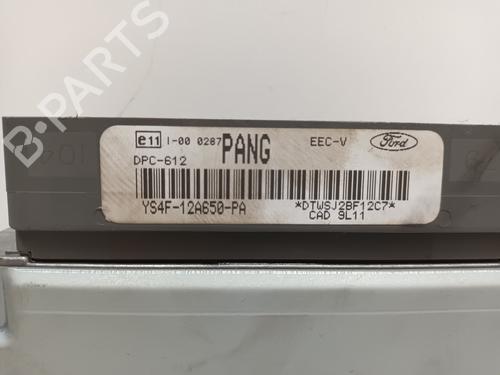 e11 I-00 0287 PANG EEC-V Ford
DPC-612
YS4F-12A650-PA *DTWSJ2BF12C7*
CAD 9L11
B-PARTS